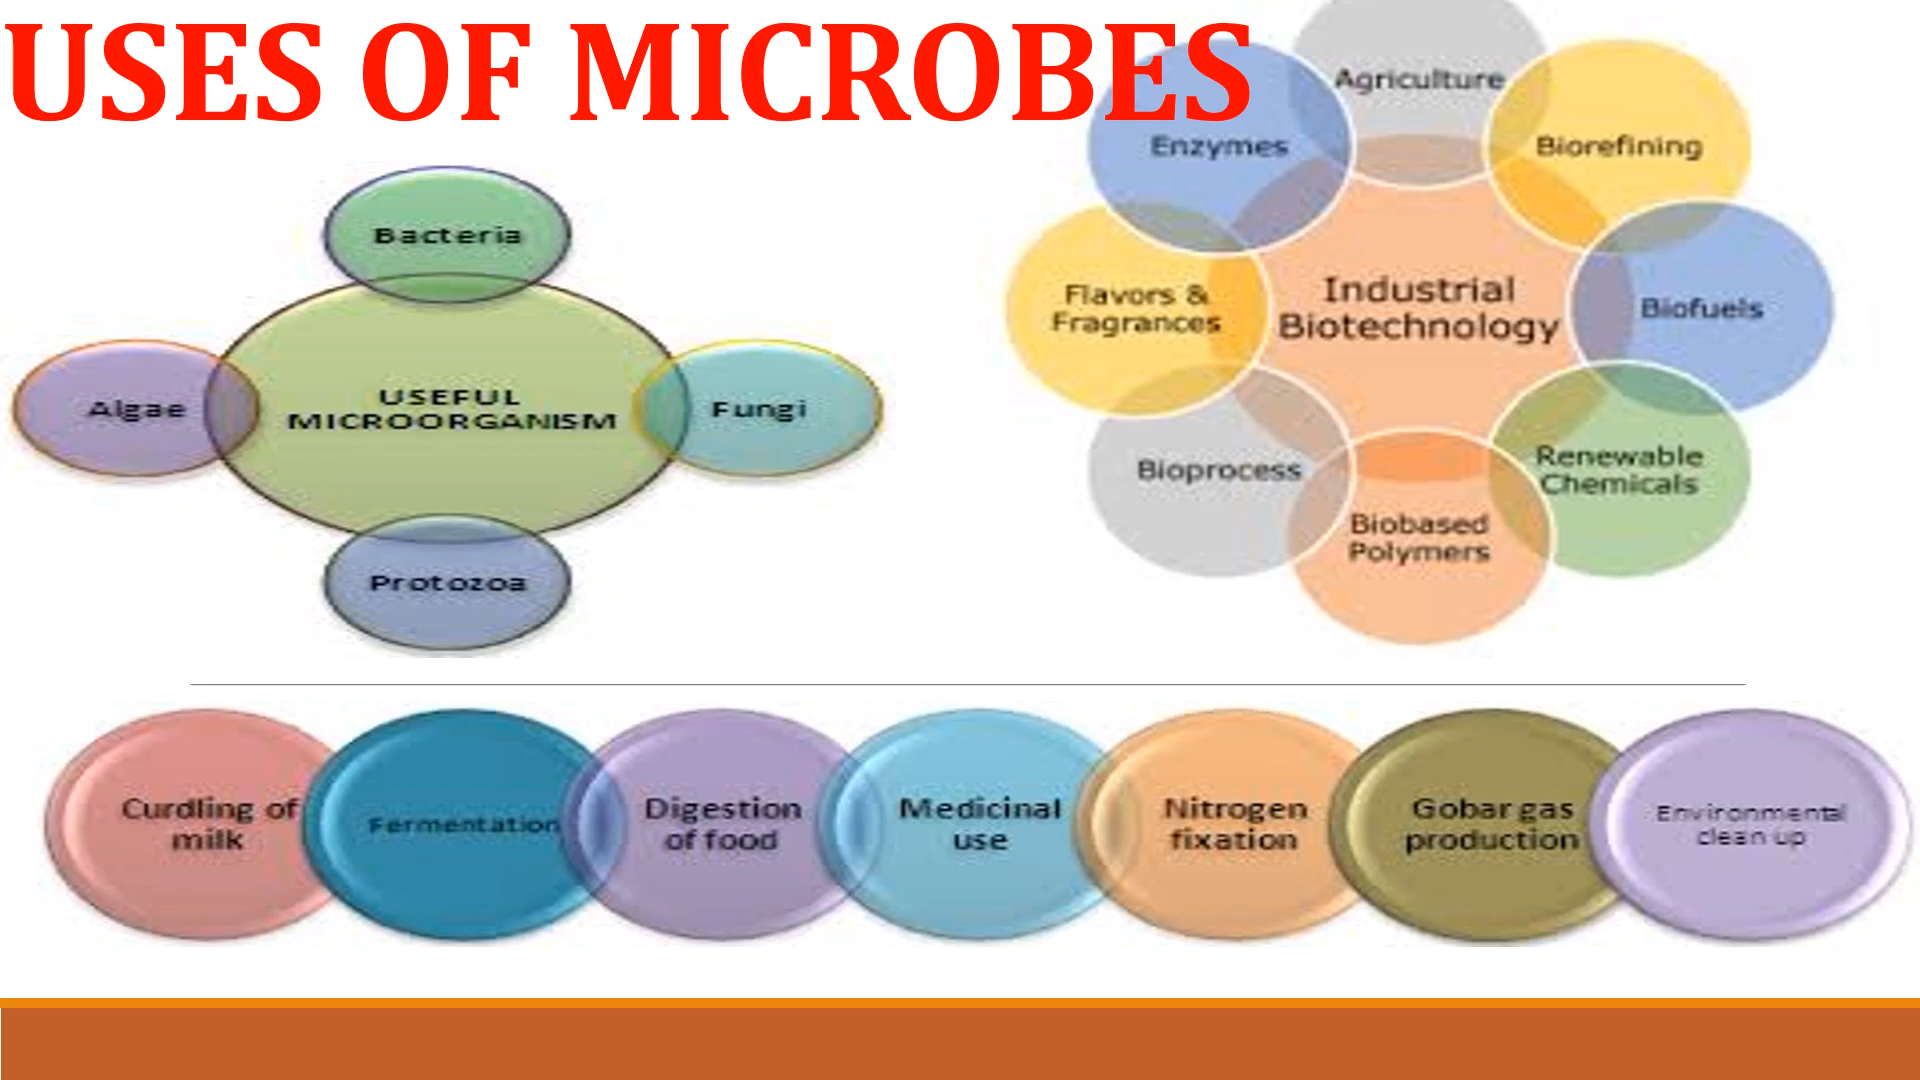 USES OF MICROBES
Bacteria
Algae
USEFUL
MICROORGANISM
Fungi
Protozoa
Agriculture
Enzymes
Biorefining
Flavors &
Fragrances
Industrial
Biotechnology
Biofuels
Bioprocess
Renewable
Chemicals
Biobased
Polymers
Curdling of
milk
Fermentation
Digestion
of food
Medicinal
use
Nitrogen
fixation
Gobar gas
production
Environmental
clean up